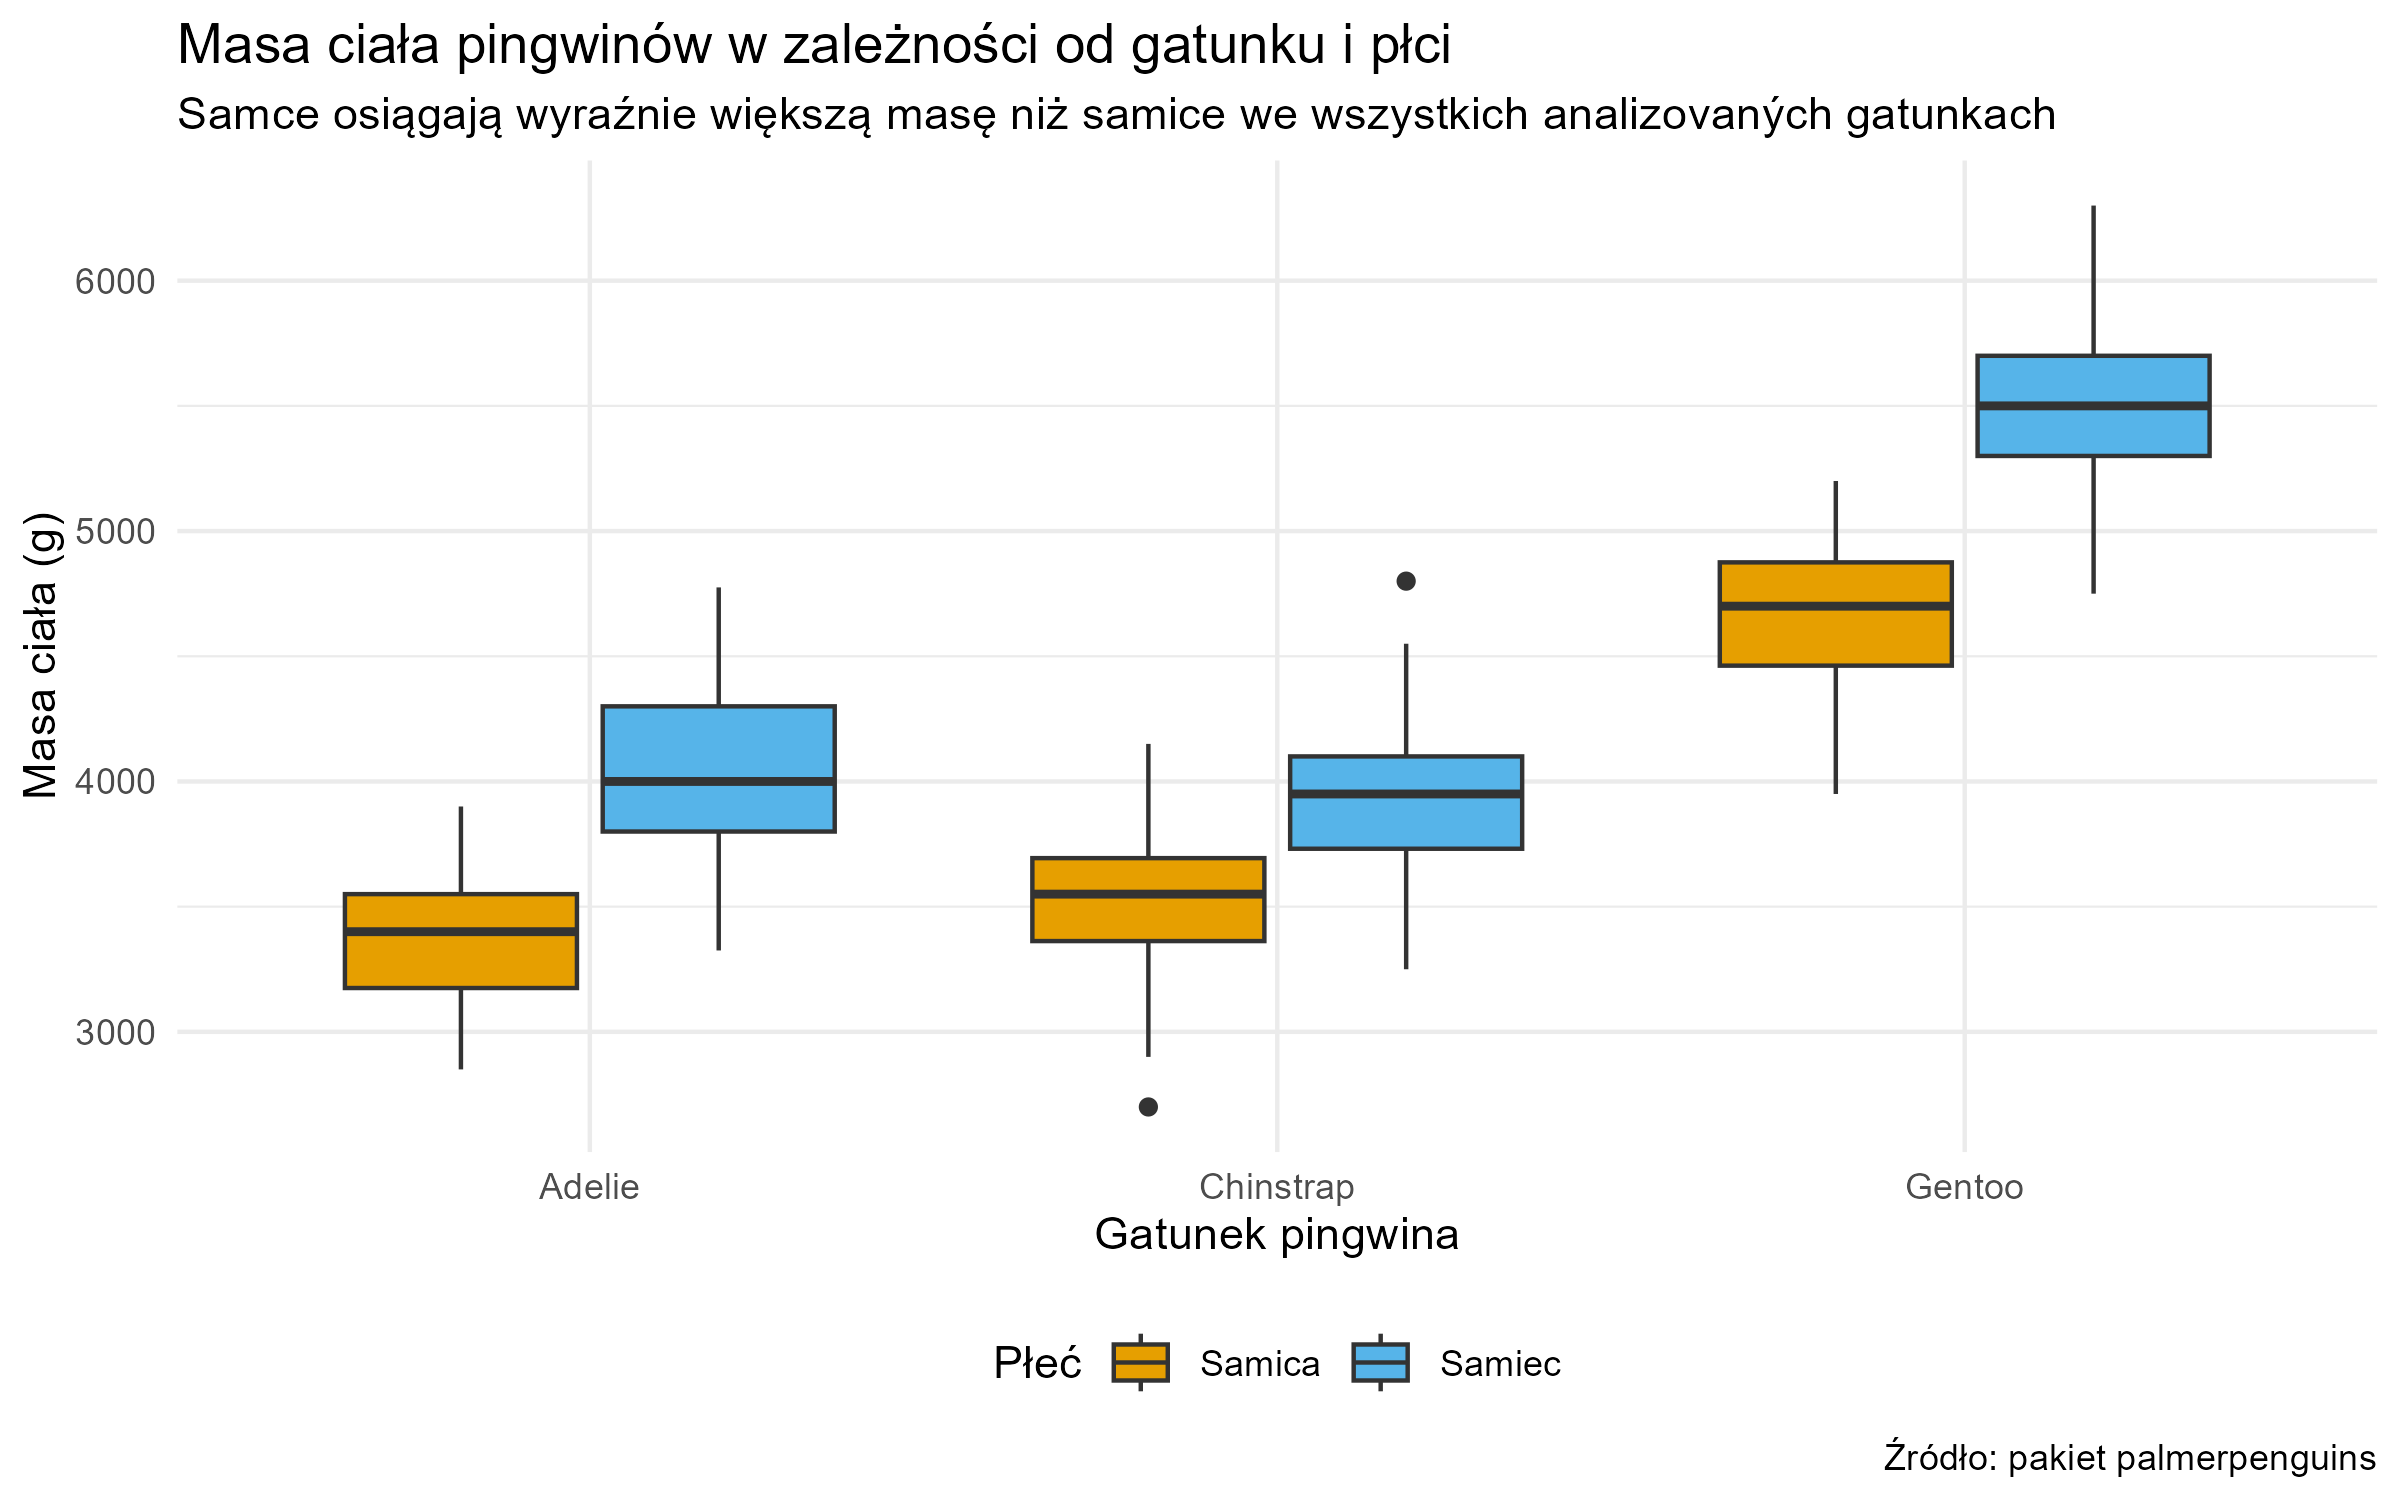 Masa ciała pingwinów w zależności od gatunku i płci
Samce osiągają wyraźnie większą masę niż samice we wszystkich analizovaných gatunkach
Masa ciała (g)
6000
5000
4000
3000
Adelie Chinstrap Gentoo
Gatunek pingwina
Płeć Samica Samiec
Źródło: pakiet palmerpenguins